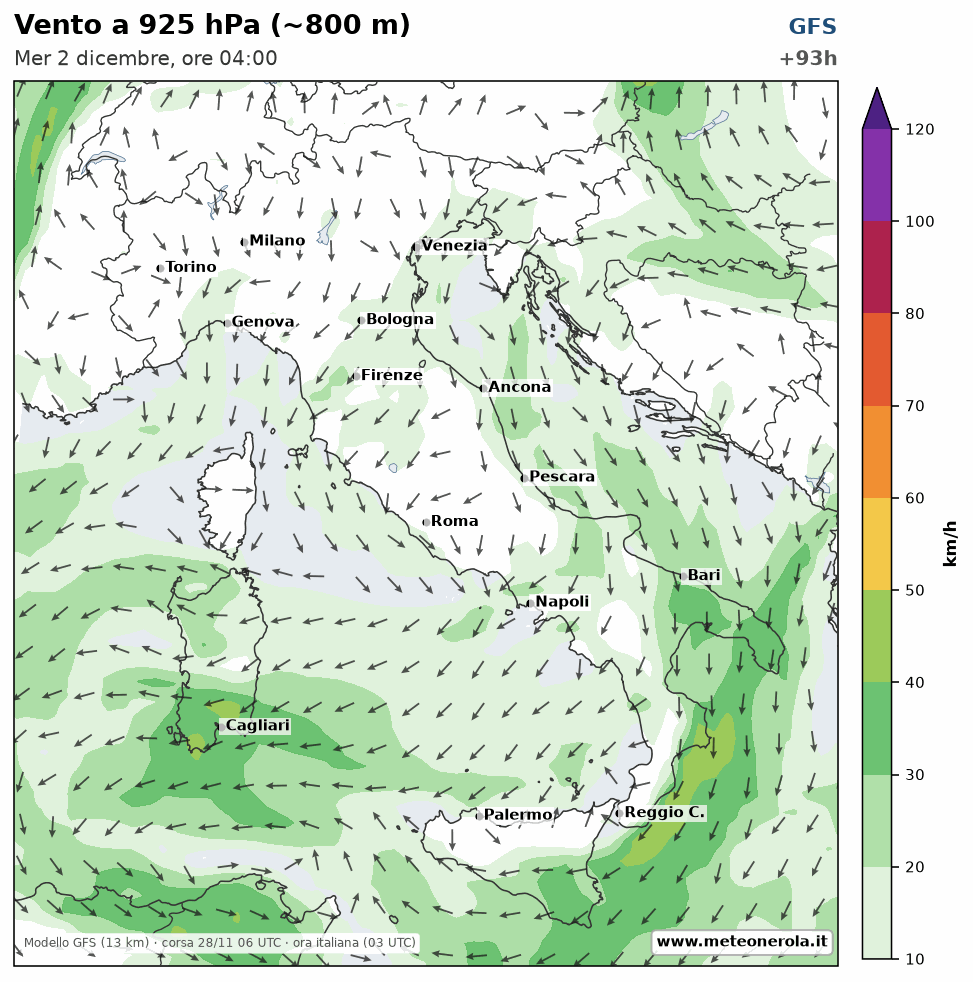 Vento a 925 hPa (~800 m)
GFS
Mer 2 dicembre, ore 04:00
+93h
Milano
Venezia
Torino
Genova
Bologna
Firenze
Ancona
Pescara
Roma
Bari
Napoli
Cagliari
Palermo
Reggio C.
120
100
80
70
60
50
40
30
20
10
km/h
Modello GFS (13 km) · corsa 28/11 06 UTC · ora italiana (03 UTC)
www.meteonerola.it